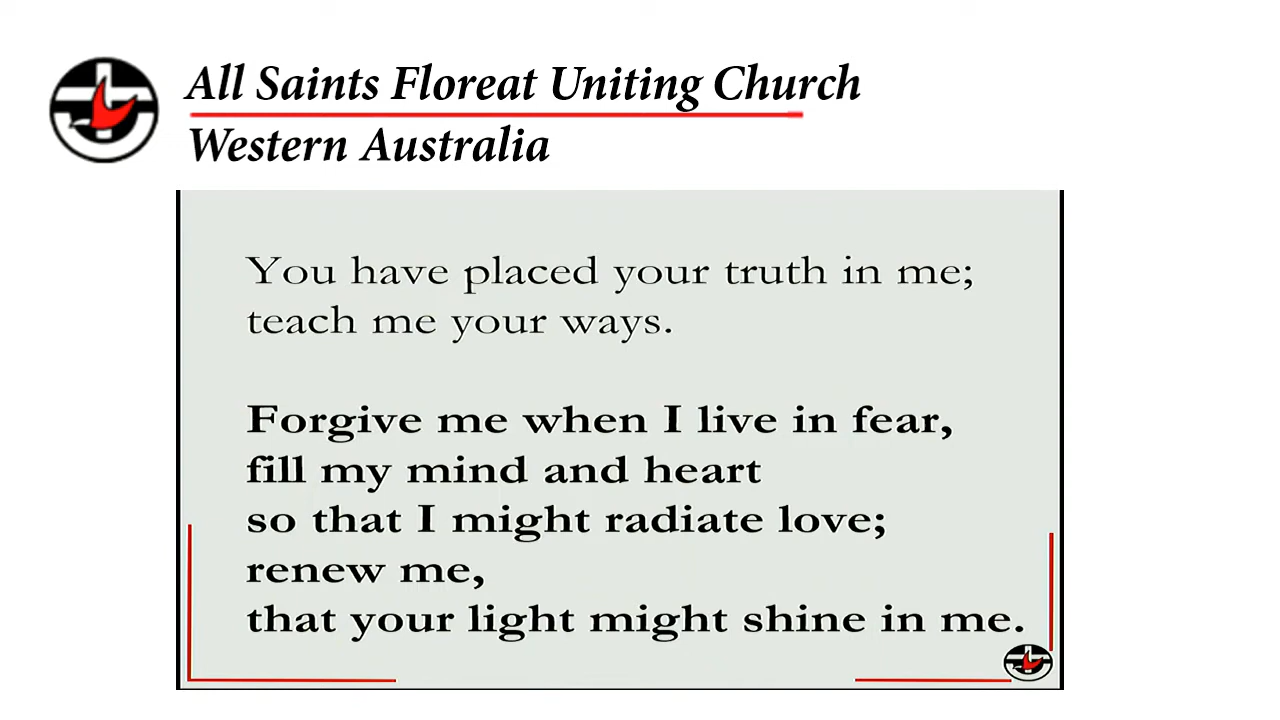 All Saints Floreat Uniting Church
Western Australia
You have placed your truth in me;
teach me your ways.
Forgive me when I live in fear,
fill my mind and heart
so that I might radiate love;
renew me,
that your light might shine in me.